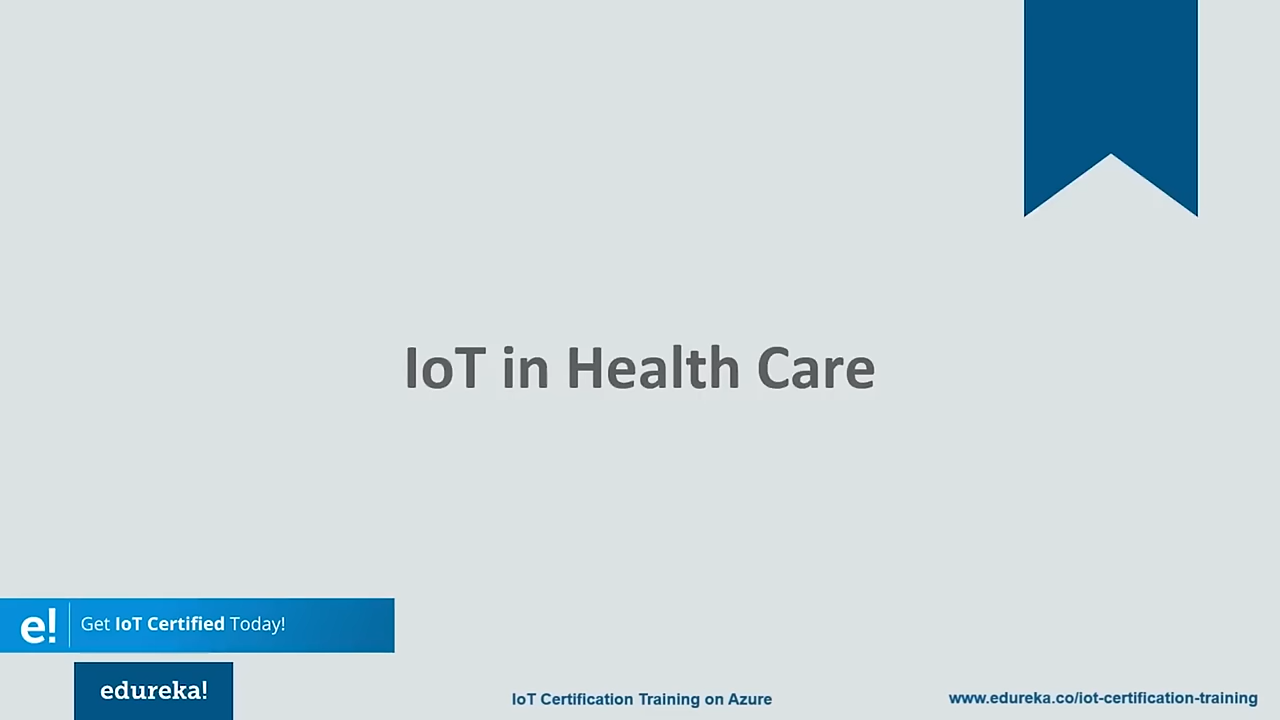 IoT in Health Care
e! Get IoT Certified Today!
edureka!
IoT Certification Training on Azure
www.edureka.co/iot-certification-training